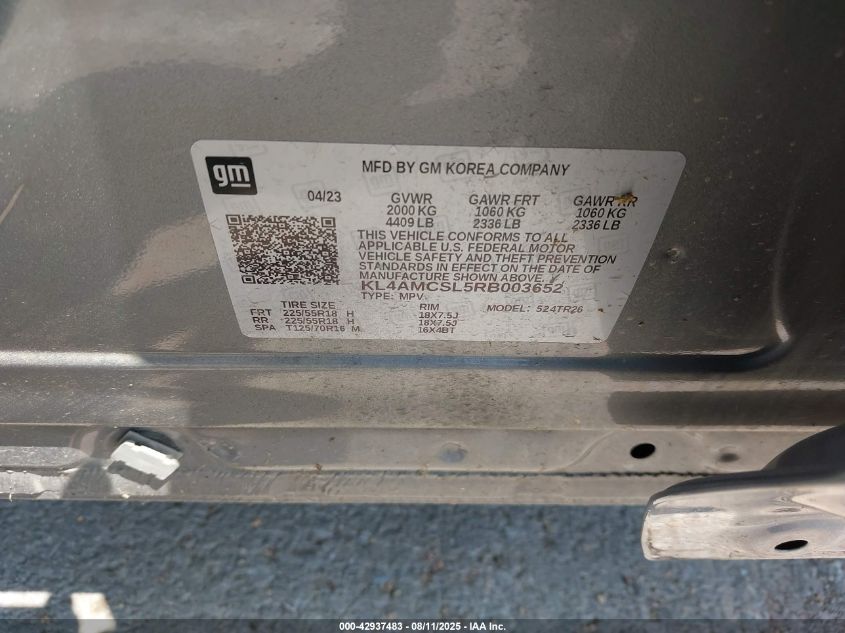 gm
MFD BY GM KOREA COMPANY
04/23 GVWR GAWR FRT GAWR RR
2000 KG 1060 KG 1060 KG
4409 LB 2336 LB 2336 LB
THIS VEHICLE CONFORMS TO ALL
APPLICABLE U.S. FEDERAL MOTOR
VEHICLE SAFETY AND THEFT PREVENTION
STANDARDS IN EFFECT ON THE DATE OF
MANUFACTURE SHOWN ABOVE.
KL4AMCSL5RB003652
TYPE: MPV MODEL: 524TR26
TIRE SIZE RIM
FRT 225/55R18 H 18X7.5J
RR 225/55R18 H 18X7.5J
SPA T125/70R16 M 16X4BT
000-42937483 - 08/11/2025 - IAA Inc.